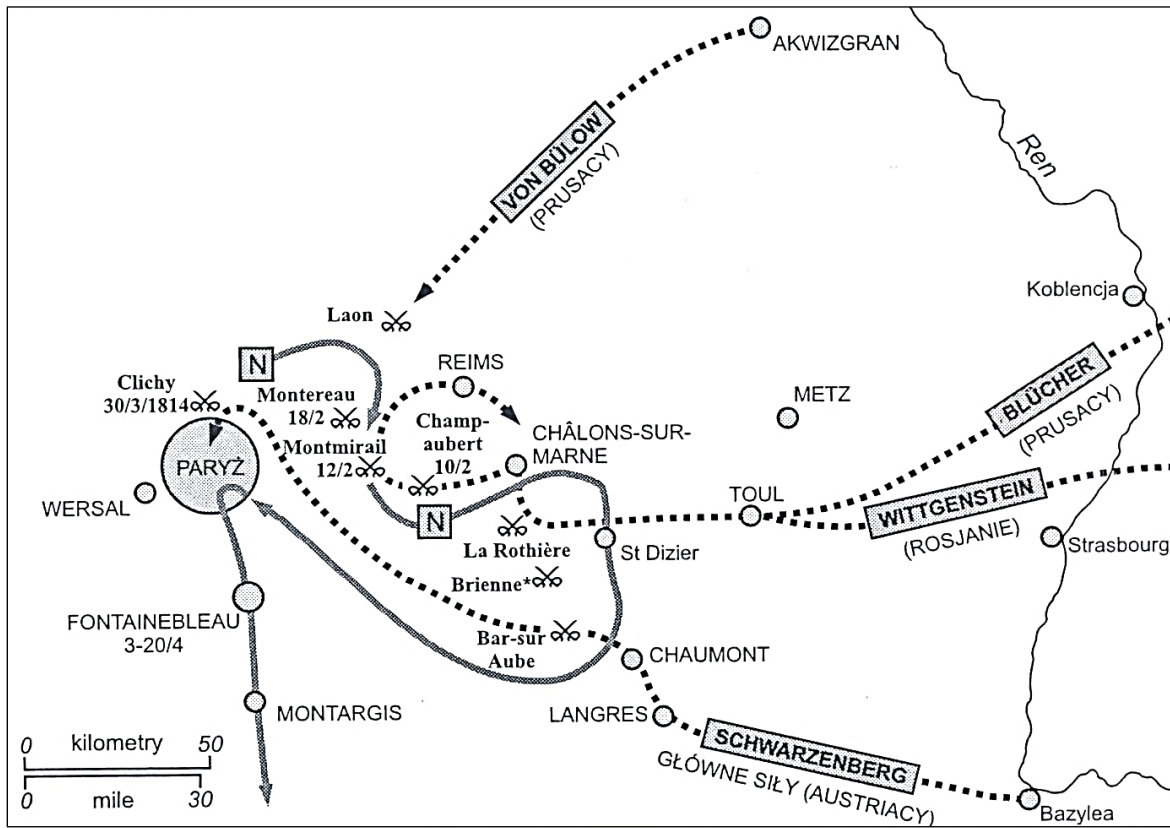 AKWIZGRAN
VON BÜLOW
(PRUSACY)
Ren
Koblencja
Laon
N
REIMS
METZ
BLÜCHER
(PRUSACY)
Clichy
30/3/1814
Montereau
18/2
Champ-
aubert
10/2
CHÂLONS-SUR-
MARNE
Montmirail
12/2
PARYŻ
WERSAL
N
TOUL
WITTGENSTEIN
(ROSJANIE)
La Rothière
St Dizier
Strasbourg
Brienne*
FONTAINEBLEAU
3-20/4
Bar-sur
Aube
CHAUMONT
MONTARGIS
LANGRES
SCHWARZENBERG
GŁÓWNE SIŁY (AUSTRIACY)
Bazylea
0 kilometry 50
0 mile 30